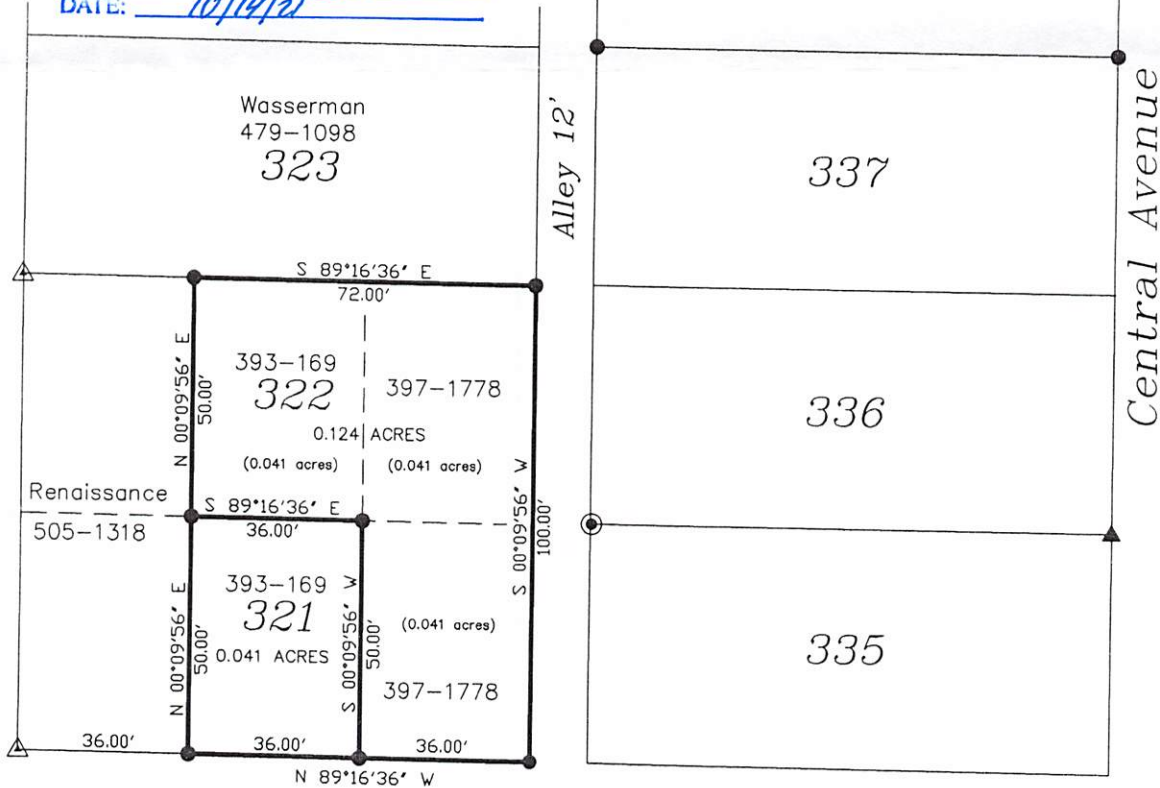 DATE: 10/14/21
Wasserman
479-1098
323
Alley 12'
337
Central Avenue
S 89°16'36" E
72.00'
N 00°09'56" E
50.00'
393-169
322
397-1778
0.124 ACRES
(0.041 acres)
(0.041 acres)
336
Renaissance
505-1318
S 89°16'36" E
36.00'
S 00°09'56" W
100.00'
N 00°09'56" E
50.00'
393-169
321
0.041 ACRES
S 00°09'56" W
50.00'
(0.041 acres)
397-1778
335
36.00'
36.00'
36.00'
N 89°16'36" W